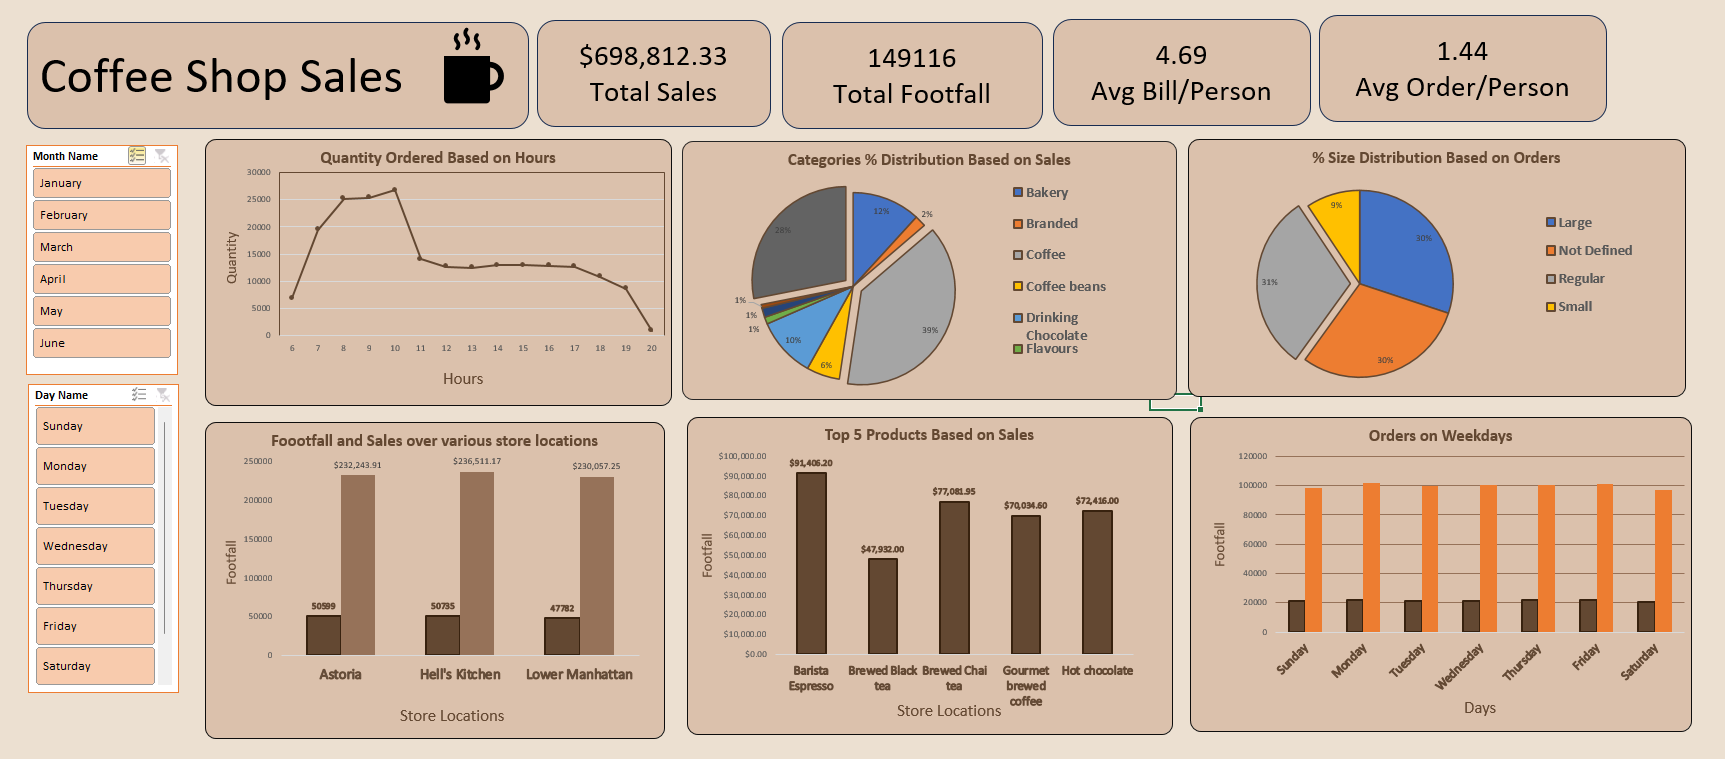 Coffee Shop Sales
$698,812.33
Total Sales
149116
Total Footfall
4.69
Avg Bill/Person
1.44
Avg Order/Person
Month Name
January
February
March
April
May
June
Day Name
Sunday
Monday
Tuesday
Wednesday
Thursday
Friday
Saturday
Quantity Ordered Based on Hours
30000
25000
20000
15000
10000
5000
0
Quantity
6 7 8 9 10 11 12 13 14 15 16 17 18 19 20
Hours
Categories % Distribution Based on Sales
12%
2%
39%
6%
10%
1%
1%
1%
28%
Bakery
Branded
Coffee
Coffee beans
Drinking
Chocolate
Flavours
% Size Distribution Based on Orders
30%
30%
31%
9%
Large
Not Defined
Regular
Small
Foootfall and Sales over various store locations
250000
200000
150000
100000
50000
0
Footfall
$232,243.91
$236,511.17
$230,057.25
50599
50735
47782
Astoria
Hell's Kitchen
Lower Manhattan
Store Locations
Top 5 Products Based on Sales
$100,000.00
$90,000.00
$80,000.00
$70,000.00
$60,000.00
$50,000.00
$40,000.00
$30,000.00
$20,000.00
$10,000.00
$0.00
Footfall
$91,406.20
$47,932.00
$77,081.95
$70,034.60
$72,416.00
Barista
Espresso
Brewed Black
tea
Brewed Chai
tea
Gourmet
brewed
coffee
Hot chocolate
Store Locations
Orders on Weekdays
120000
100000
80000
60000
40000
20000
0
Footfall
Sunday
Monday
Tuesday
Wednesday
Thursday
Friday
Saturday
Days